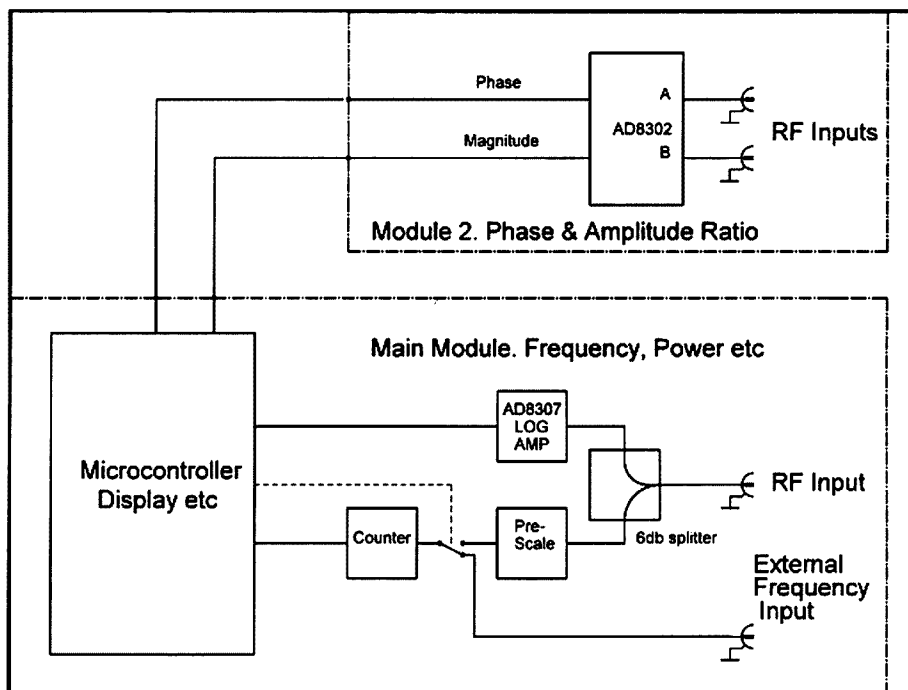 Phase
A
AD8302
RF Inputs
Magnitude
B
Module 2. Phase & Amplitude Ratio
Main Module. Frequency, Power etc
AD8307
LOG
AMP
Microcontroller
Display etc
RF Input
Counter
Pre-
Scale
6db splitter
External
Frequency
Input